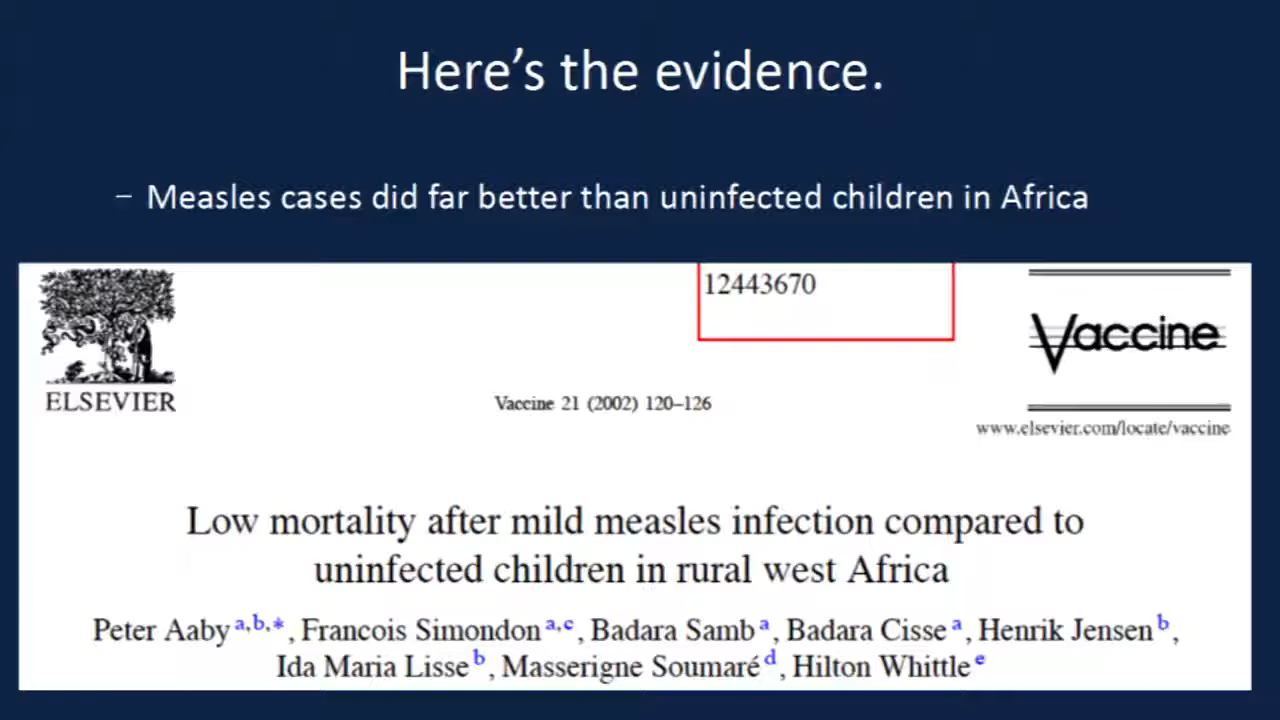 Here's the evidence.
– Measles cases did far better than uninfected children in Africa
12443670
Vaccine
ELSEVIER
Vaccine 21 (2002) 120–126
www.elsevier.com/locate/vaccine
Low mortality after mild measles infection compared to
uninfected children in rural west Africa
Peter Aaby a,b,*, Francois Simondon a,c, Badara Samb a, Badara Cisse a, Henrik Jensen b,
Ida Maria Lisse b, Masserigne Soumaré d, Hilton Whittle e